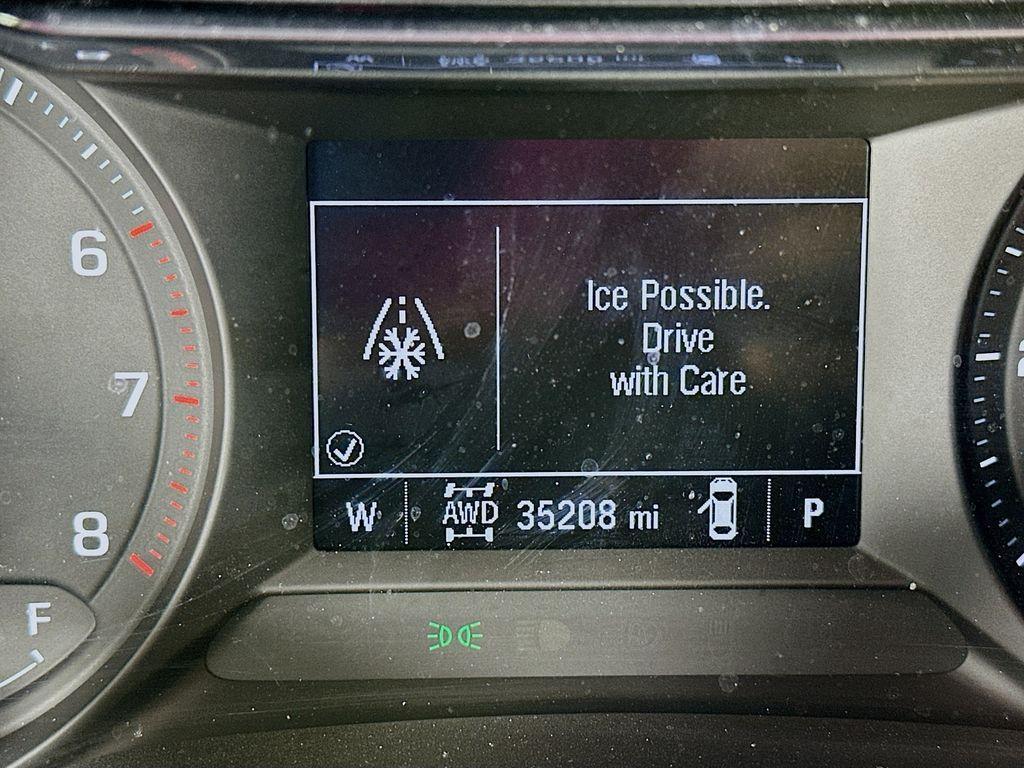 6
7
8
F
Ice Possible.
Drive
with Care
W AWD 35208 mi P